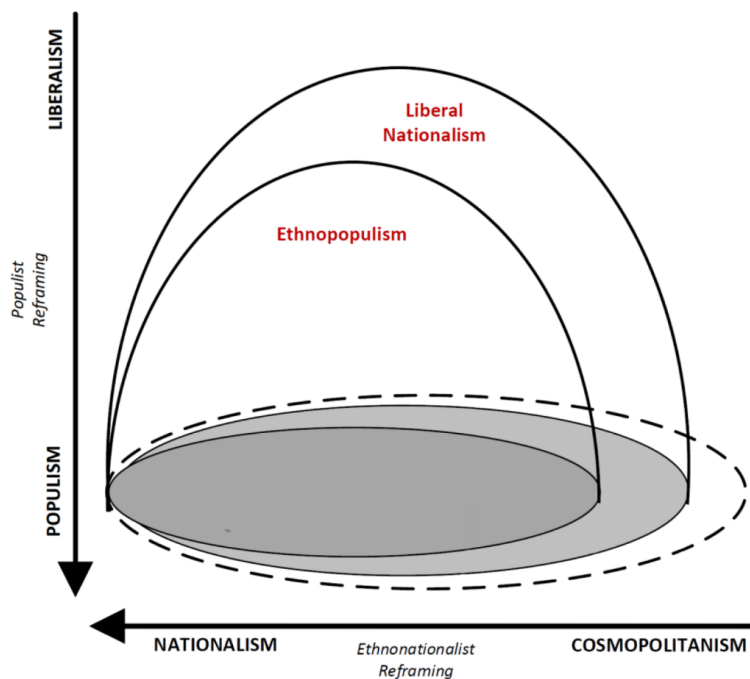 LIBERALISM
Liberal
Nationalism
Ethnopopulism
Populist
Reframing
POPULISM
NATIONALISM
Ethnonationalist
Reframing
COSMOPOLITANISM